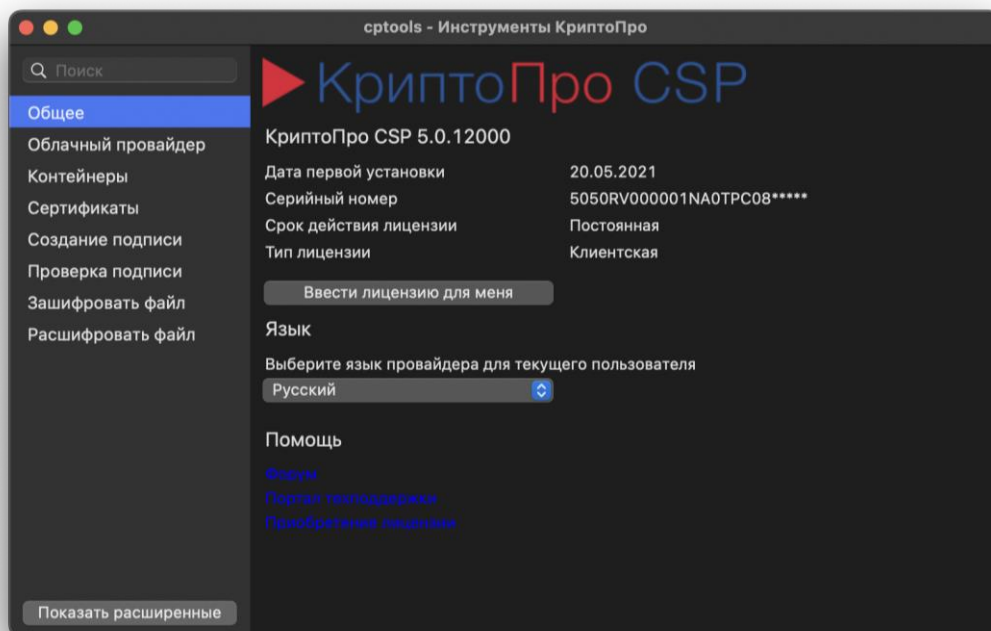 cptools - Инструменты КриптоПро
Поиск
Общее
Облачный провайдер
Контейнеры
Сертификаты
Создание подписи
Проверка подписи
Зашифровать файл
Расшифровать файл
Показать расширенные
КриптоПро CSP
КриптоПро CSP 5.0.12000
Дата первой установки 20.05.2021
Серийный номер 5050RV000001NA0TPC08*****
Срок действия лицензии Постоянная
Тип лицензии Клиентская
Ввести лицензию для меня
Язык
Выберите язык провайдера для текущего пользователя
Русский
Помощь
Форум
Портал техподдержки
Приобретение лицензии